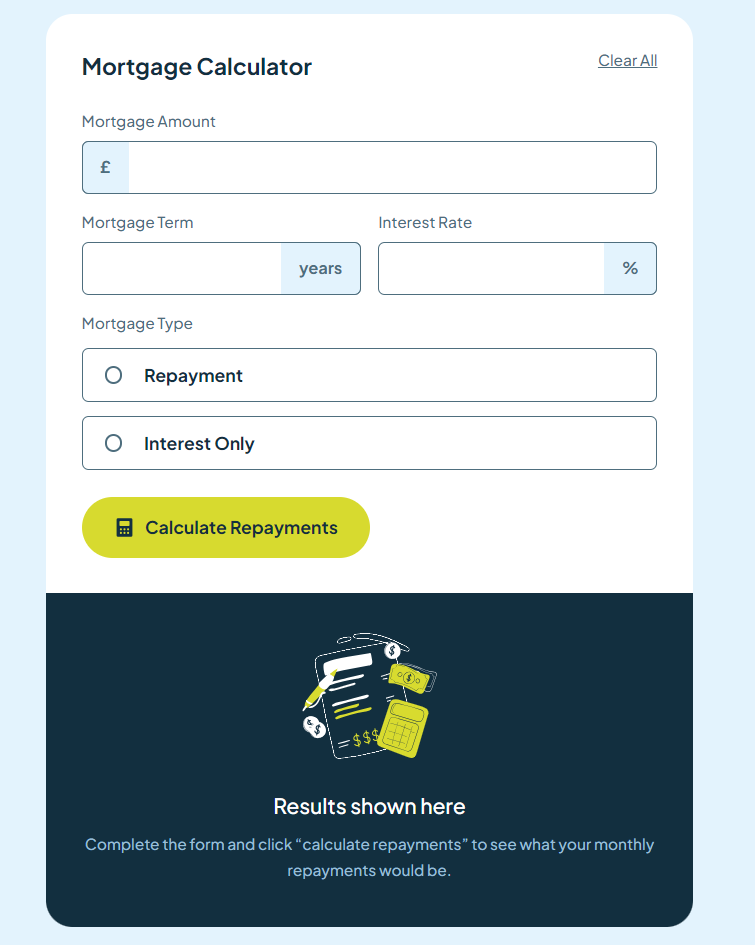 Mortgage Calculator
Clear All
Mortgage Amount
£
Mortgage Term
Interest Rate
years
%
Mortgage Type
Repayment
Interest Only
Calculate Repayments
$
$
$
$
$$$
Results shown here
Complete the form and click “calculate repayments” to see what your monthly
repayments would be.